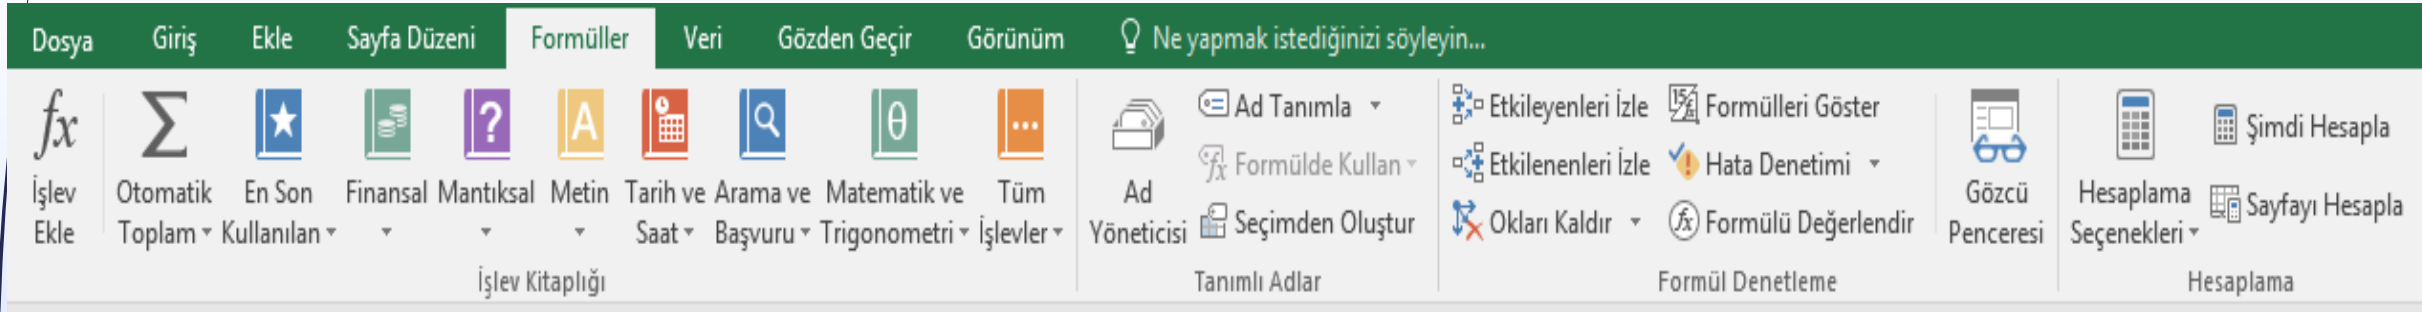 Dosya Giriş Ekle Sayfa Düzeni Formüller Veri Gözden Geçir Görünüm Ne yapmak istediğinizi söyleyin...
İşlev
Ekle
Otomatik
Toplam
En Son
Kullanılan
Finansal
Mantıksal
Metin
Tarih ve
Saat
Arama ve
Başvuru
Matematik ve
Trigonometri
Tüm
İşlevler
İşlev Kitaplığı
Ad
Yöneticisi
Ad Tanımla
Formülde Kullan
Seçimden Oluştur
Tanımlı Adlar
Etkileyenleri İzle
Etkilenenleri İzle
Okları Kaldır
Formülleri Göster
Hata Denetimi
Formülü Değerlendir
Gözcü
Penceresi
Formül Denetleme
Hesaplama
Seçenekleri
Şimdi Hesapla
Sayfayı Hesapla
Hesaplama